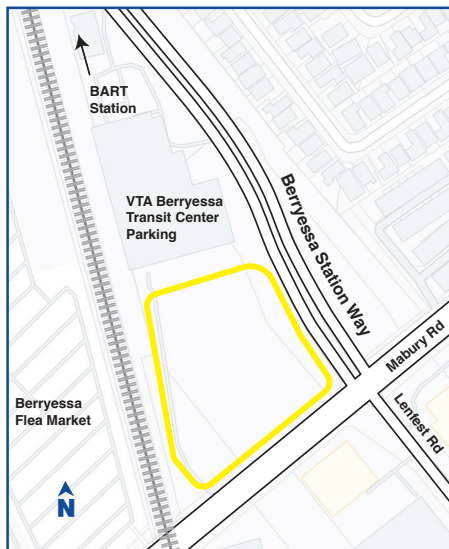 BART
Station
VTA Berryessa
Transit Center
Parking
Berryessa Station Way
Mabury Rd
Lenfest Rd
Berryessa
Flea Market
N